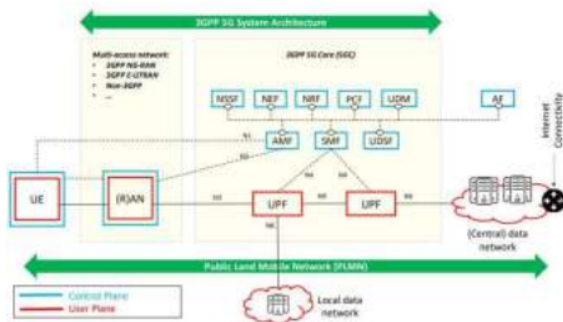 3GPP 5G System Architecture
Multi-access network:
• 3GPP NG-RAN
• 3GPP E-UTRAN
• Non-3GPP
• ...
3GPP 5G Core (5GC)
NSSF NEF NRF PCF UDM AF
AMF SMF UDSF
N1
N2
N4 N4
UE (R)AN N3 UPF N9 UPF N6
N6
Internet
Connectivity
(Central) data
network
Public Land Mobile Network (PLMN)
Control Plane
User Plane
Local data
network